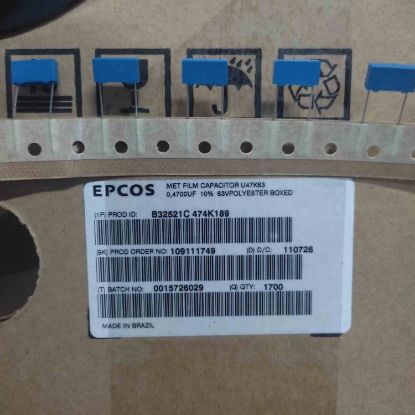 EPCOS
MET FILM CAPACITOR U47K63
0,4700UF 10% 63VPOLYESTER BOXED
(1P) PROD ID: B32521C 474K189
(9K) PROD ORDER NO: 109111749 (D) D/C: 110726
(T) BATCH NO: 0015726029 (Q) QTY: 1700
MADE IN BRAZIL